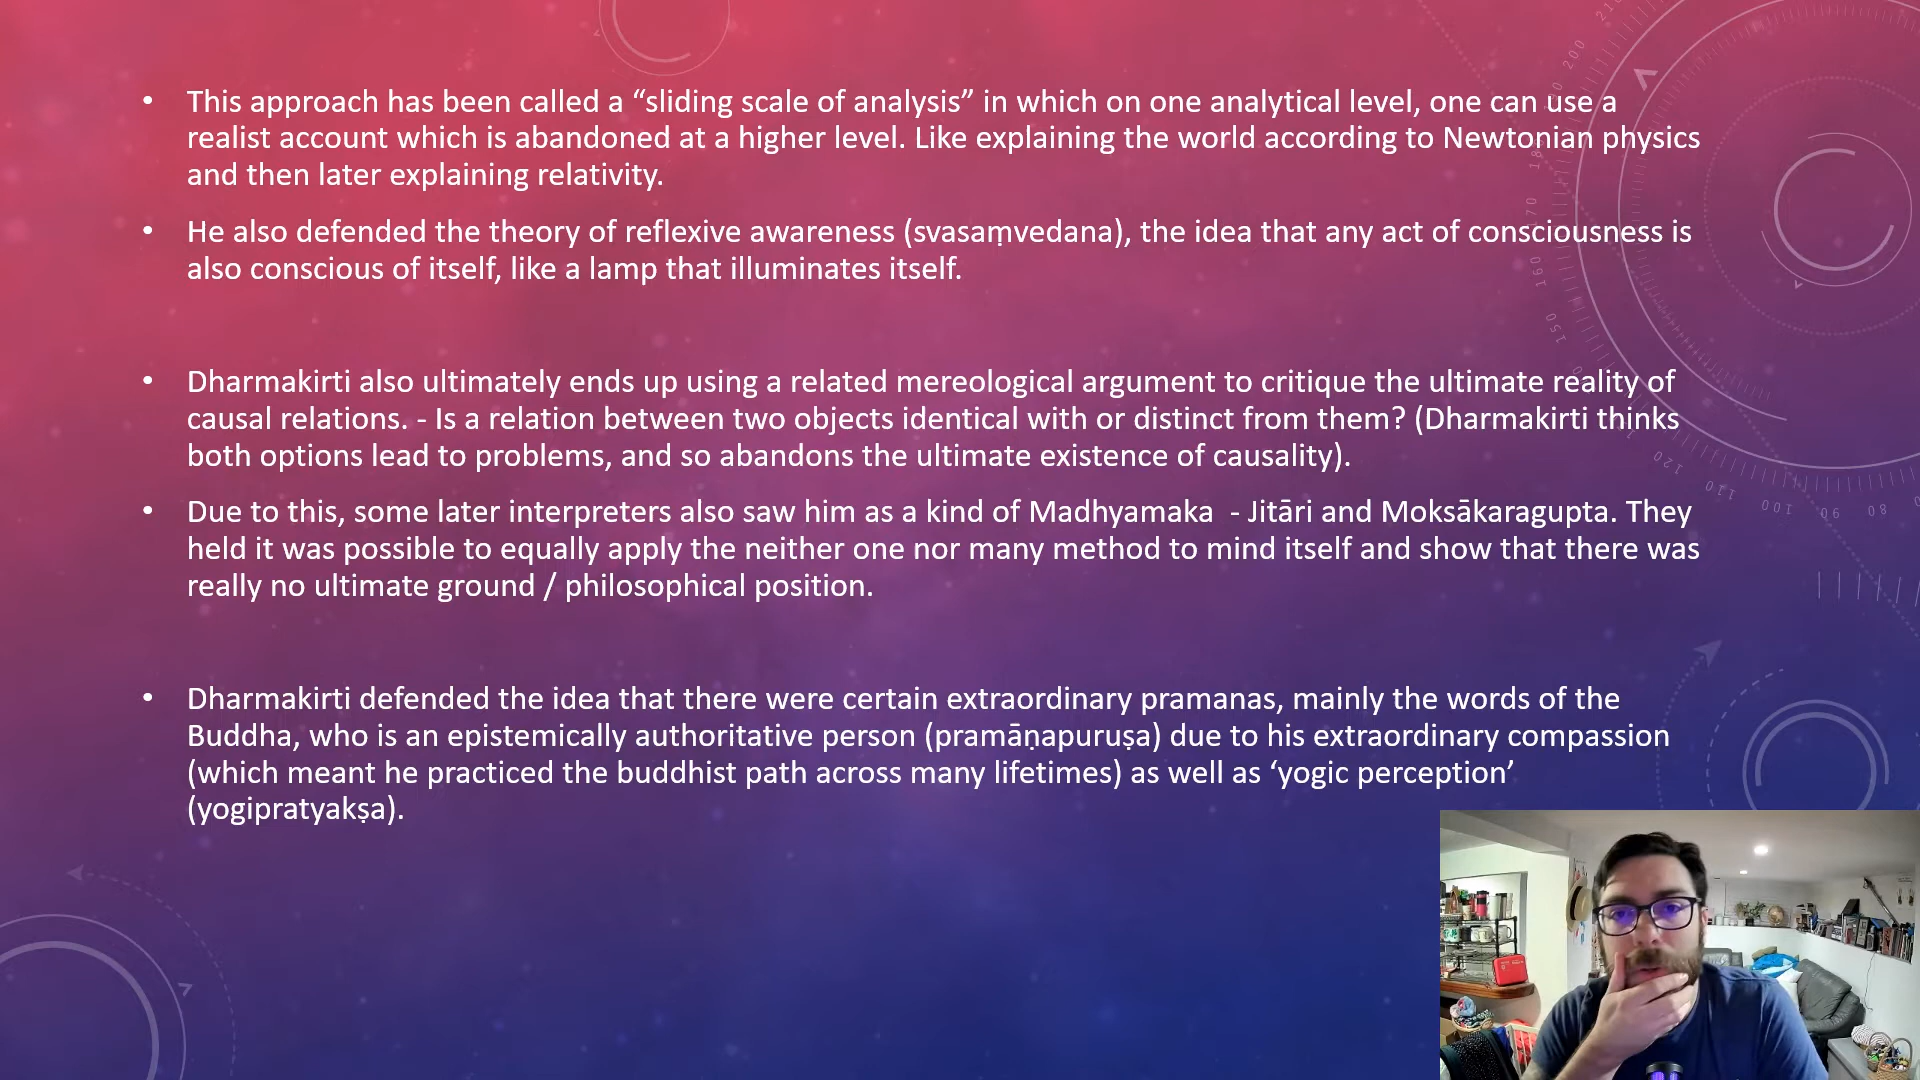 • This approach has been called a “sliding scale of analysis” in which on one analytical level, one can use a
realist account which is abandoned at a higher level. Like explaining the world according to Newtonian physics
and then later explaining relativity.
• He also defended the theory of reflexive awareness (svasaṃvedana), the idea that any act of consciousness is
also conscious of itself, like a lamp that illuminates itself.
• Dharmakirti also ultimately ends up using a related mereological argument to critique the ultimate reality of
causal relations. - Is a relation between two objects identical with or distinct from them? (Dharmakirti thinks
both options lead to problems, and so abandons the ultimate existence of causality).
• Due to this, some later interpreters also saw him as a kind of Madhyamaka  - Jitāri and Moksākaragupta. They
held it was possible to equally apply the neither one nor many method to mind itself and show that there was
really no ultimate ground / philosophical position.
• Dharmakirti defended the idea that there were certain extraordinary pramanas, mainly the words of the
Buddha, who is an epistemically authoritative person (pramāṇapuruṣa) due to his extraordinary compassion
(which meant he practiced the buddhist path across many lifetimes) as well as ‘yogic perception’
(yogipratyakṣa).
210
200
170
160
150
120
110
100
90
80